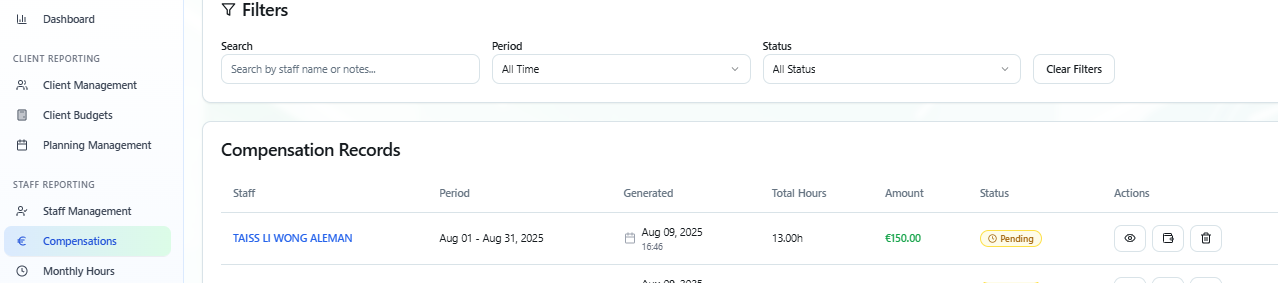 Dashboard
CLIENT REPORTING
Client Management
Client Budgets
Planning Management
STAFF REPORTING
Staff Management
€ Compensations
Monthly Hours
Filters
Search Period Status
Search by staff name or notes... All Time All Status Clear Filters
Compensation Records
Staff Period Generated Total Hours Amount Status Actions
TAISS LI WONG ALEMAN Aug 01 - Aug 31, 2025 Aug 09, 2025 13.00h €150.00 Pending
16:46